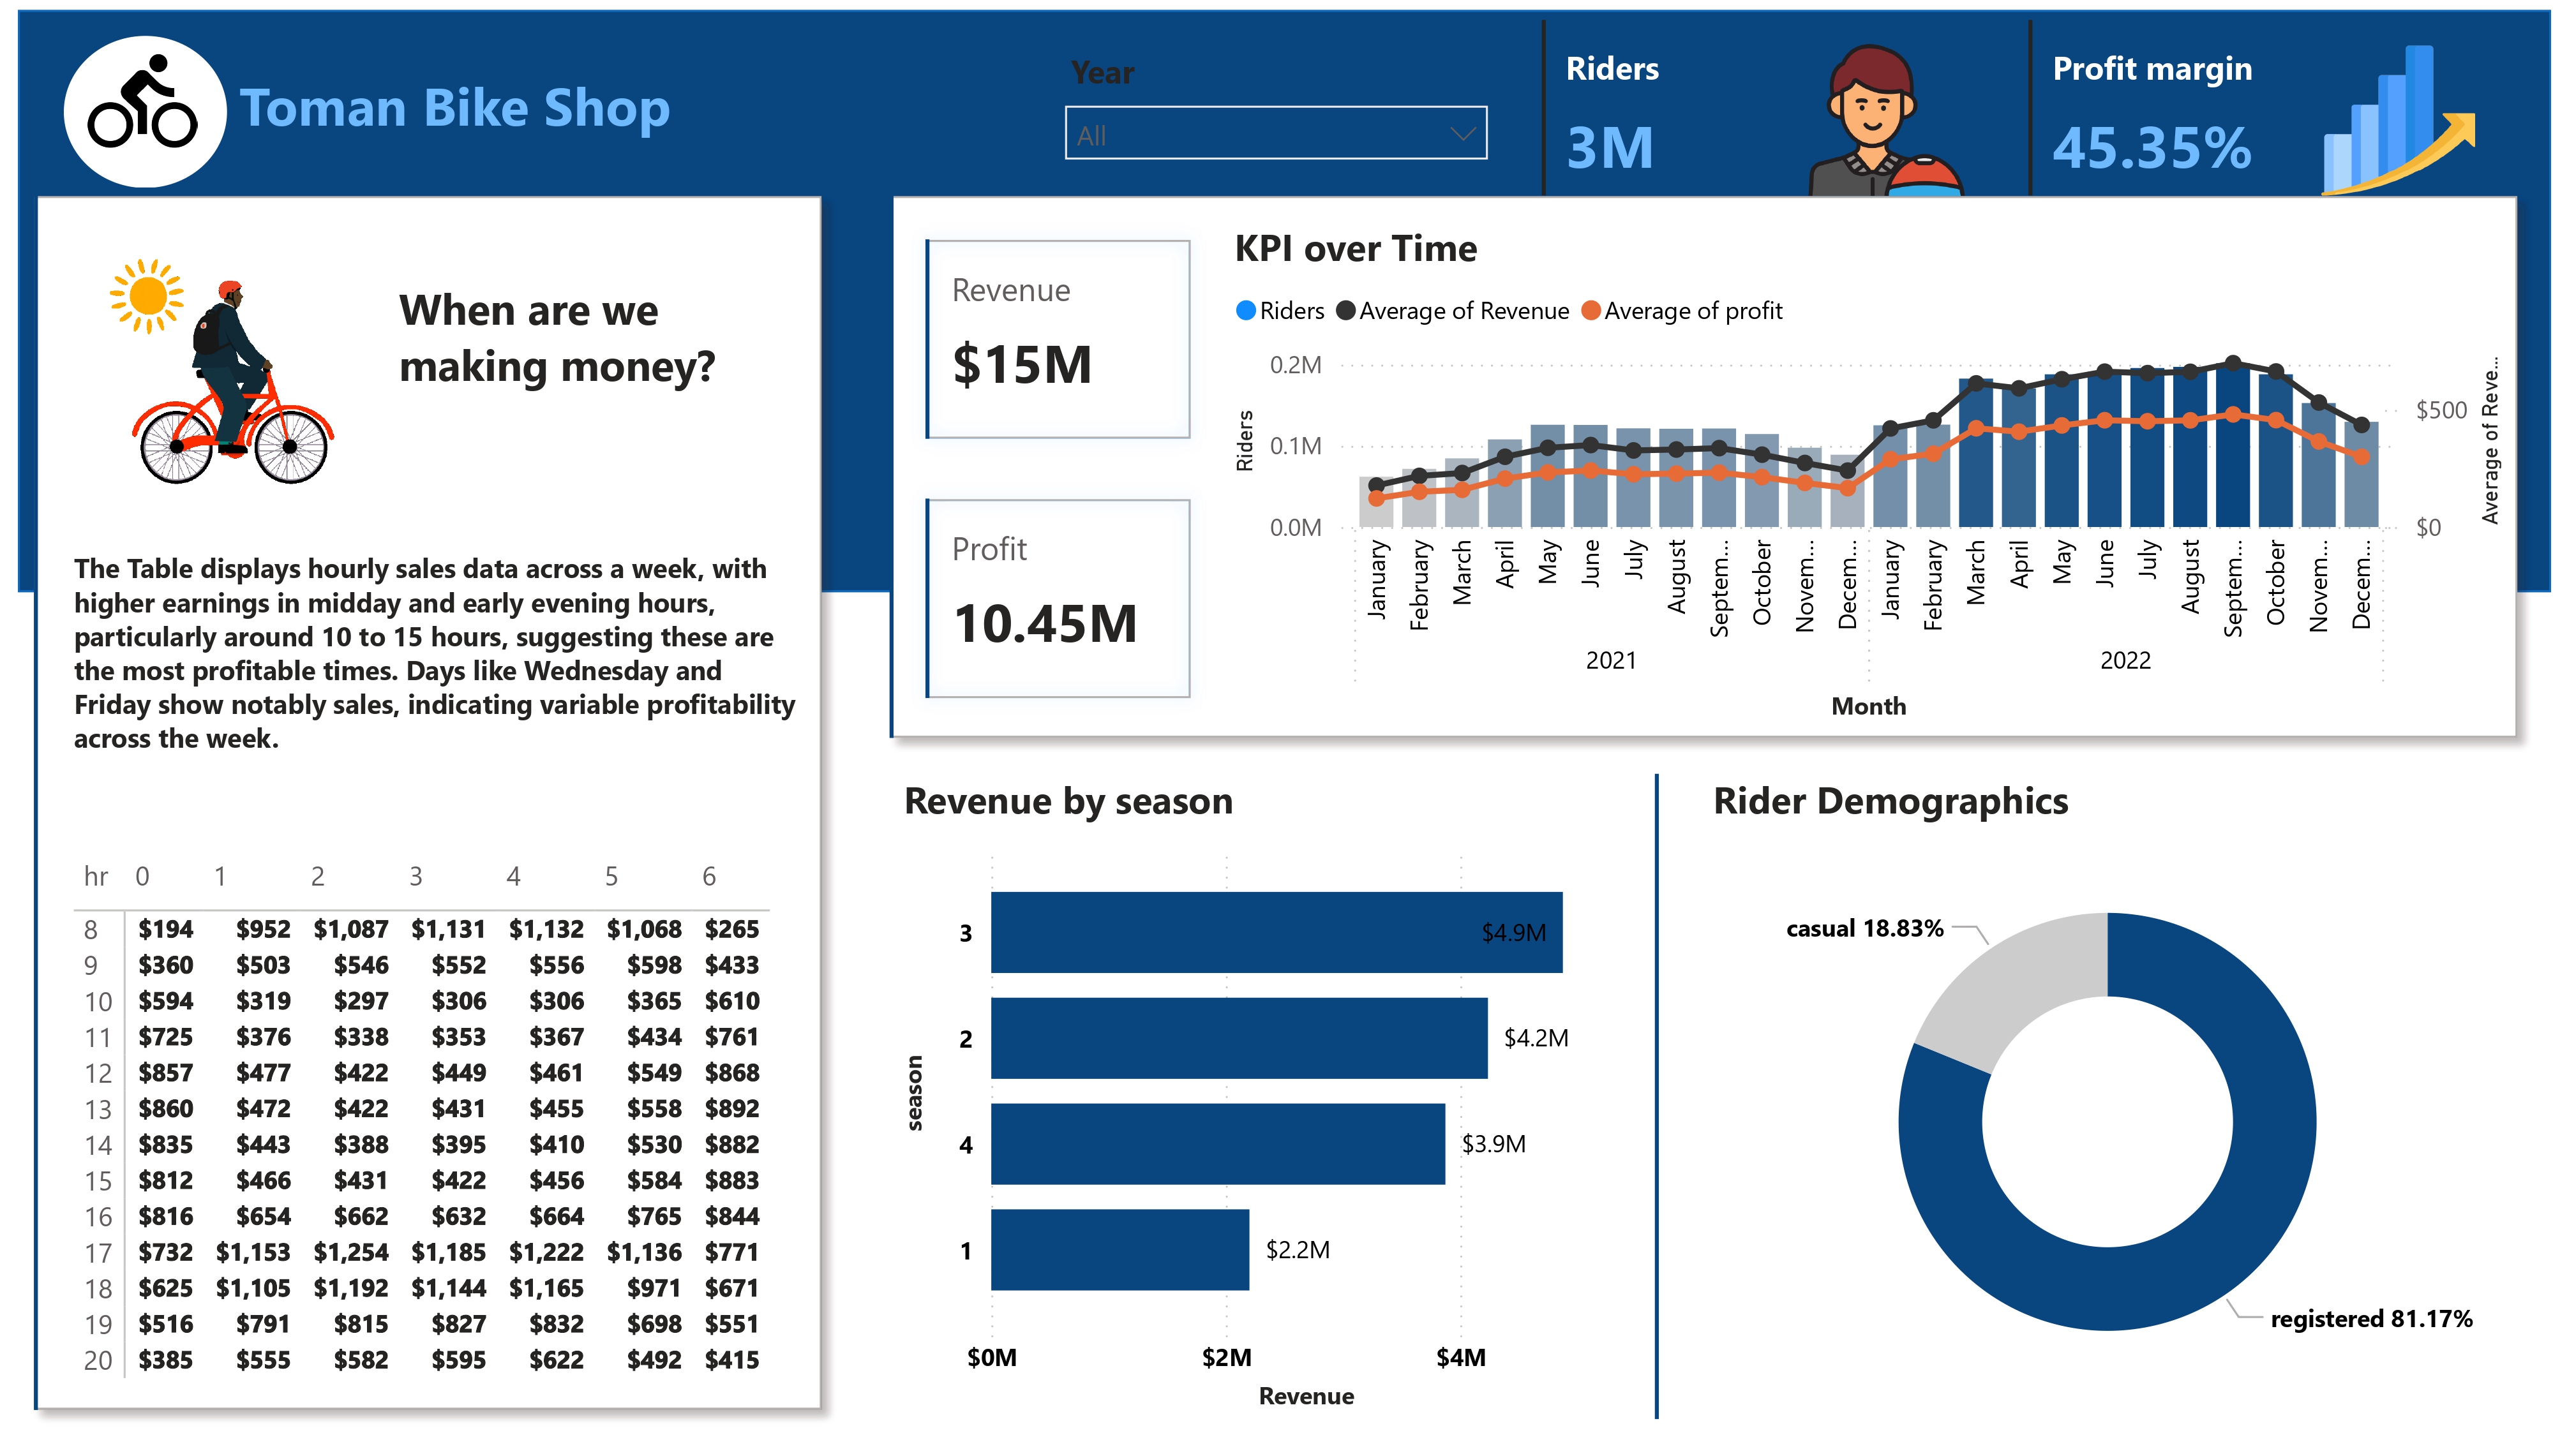 Toman Bike Shop
Year
All
Riders
3M
Profit margin
45.35%
When are we
making money?
The Table displays hourly sales data across a week, with
higher earnings in midday and early evening hours,
particularly around 10 to 15 hours, suggesting these are
the most profitable times. Days like Wednesday and
Friday show notably sales, indicating variable profitability
across the week.
hr 0 1 2 3 4 5 6
8 $194 $952 $1,087 $1,131 $1,132 $1,068 $265
9 $360 $503 $546 $552 $556 $598 $433
10 $594 $319 $297 $306 $306 $365 $610
11 $725 $376 $338 $353 $367 $434 $761
12 $857 $477 $422 $449 $461 $549 $868
13 $860 $472 $422 $431 $455 $558 $892
14 $835 $443 $388 $395 $410 $530 $882
15 $812 $466 $431 $422 $456 $584 $883
16 $816 $654 $662 $632 $664 $765 $844
17 $732 $1,153 $1,254 $1,185 $1,222 $1,136 $771
18 $625 $1,105 $1,192 $1,144 $1,165 $971 $671
19 $516 $791 $815 $827 $832 $698 $551
20 $385 $555 $582 $595 $622 $492 $415
Revenue
$15M
Profit
10.45M
KPI over Time
Riders Average of Revenue Average of profit
Riders
0.2M
0.1M
0.0M
$500
$0
Average of Reve...
January February March April May June July August Septem... October Novem... Decem... January February March April May June July August Septem... October Novem... Decem...
2021 2022
Month
Revenue by season
season
3 $4.9M
2 $4.2M
4 $3.9M
1 $2.2M
$0M $2M $4M
Revenue
Rider Demographics
casual 18.83%
registered 81.17%